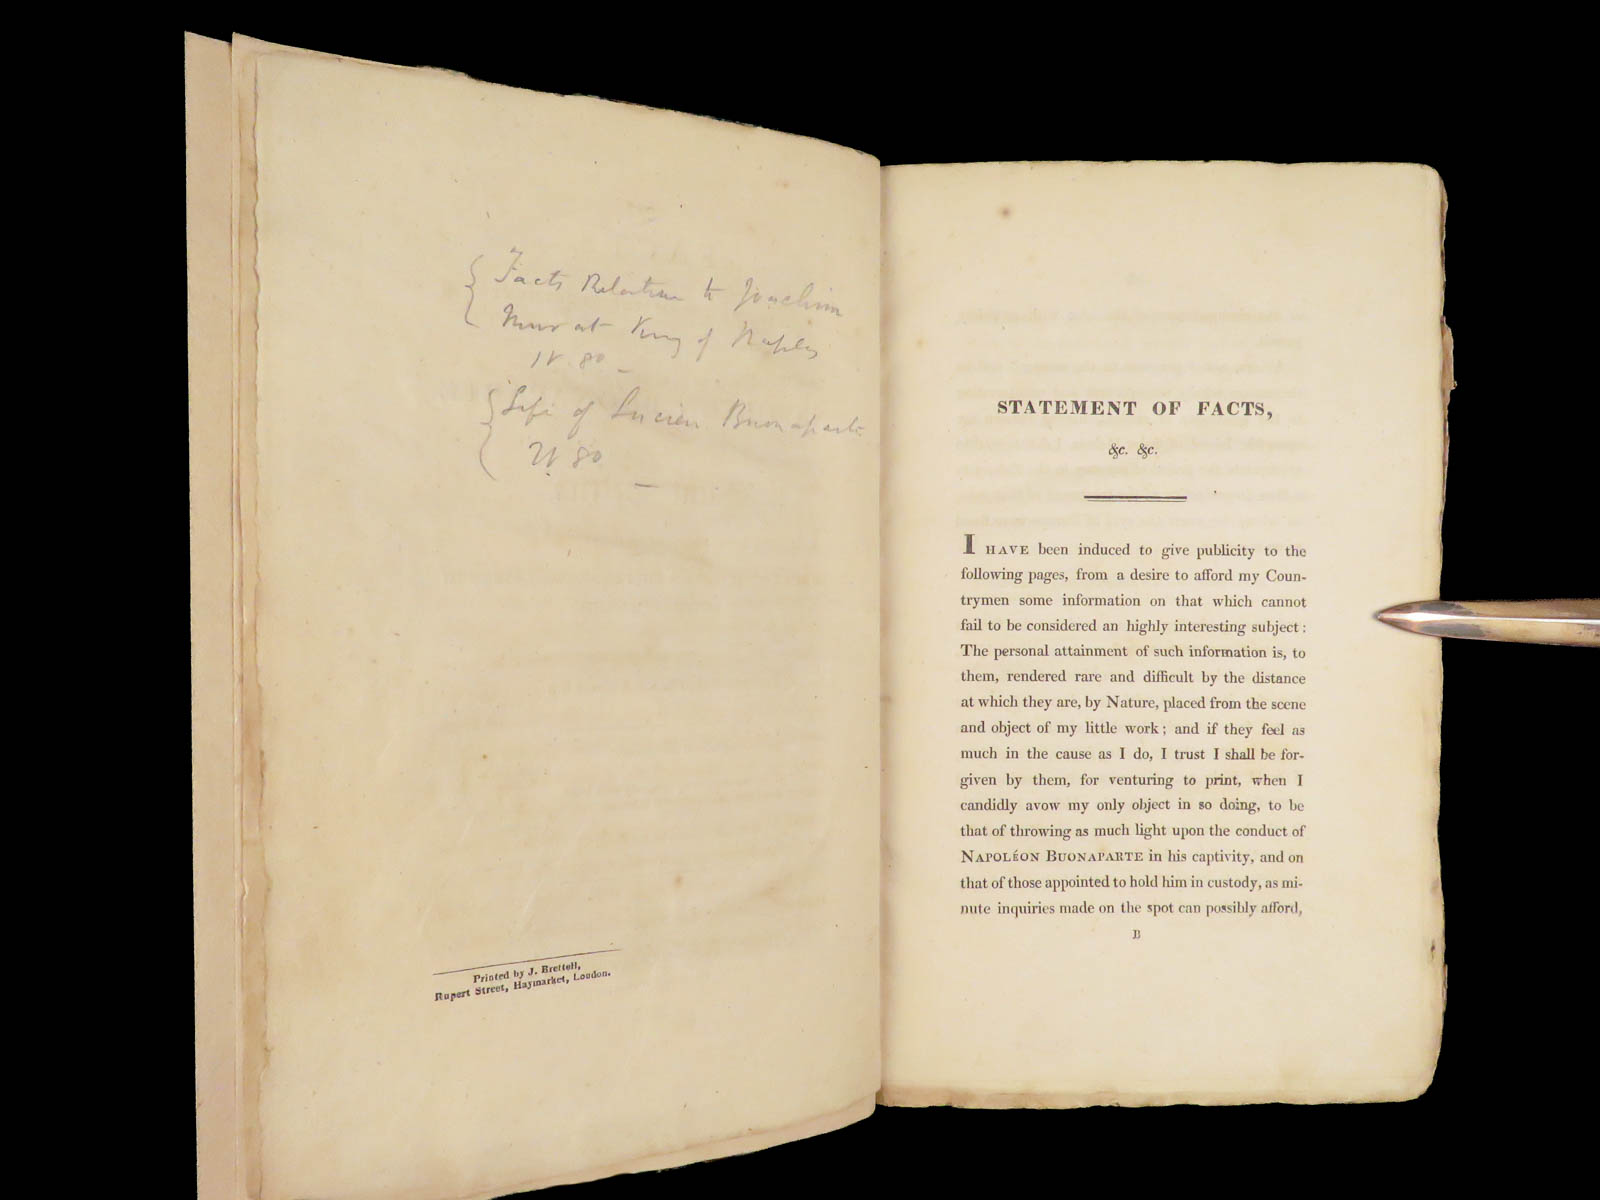 Facts Relative to Joachim
Murat King of Naples
80
Life of Lucien Buonaparte
80
Printed by J. Brettell,
Rupert Street, Haymarket, London.
STATEMENT OF FACTS,
&c. &c.
I HAVE been induced to give publicity to the
following pages, from a desire to afford my Coun-
trymen some information on that which cannot
fail to be considered an highly interesting subject:
The personal attainment of such information is, to
them, rendered rare and difficult by the distance
at which they are, by Nature, placed from the scene
and object of my little work; and if they feel as
much in the cause as I do, I trust I shall be for-
given by them, for venturing to print, when I
candidly avow my only object in so doing, to be
that of throwing as much light upon the conduct of
NAPOLÉON BUONAPARTE in his captivity, and on
that of those appointed to hold him in custody, as mi-
nute inquiries made on the spot can possibly afford,
B